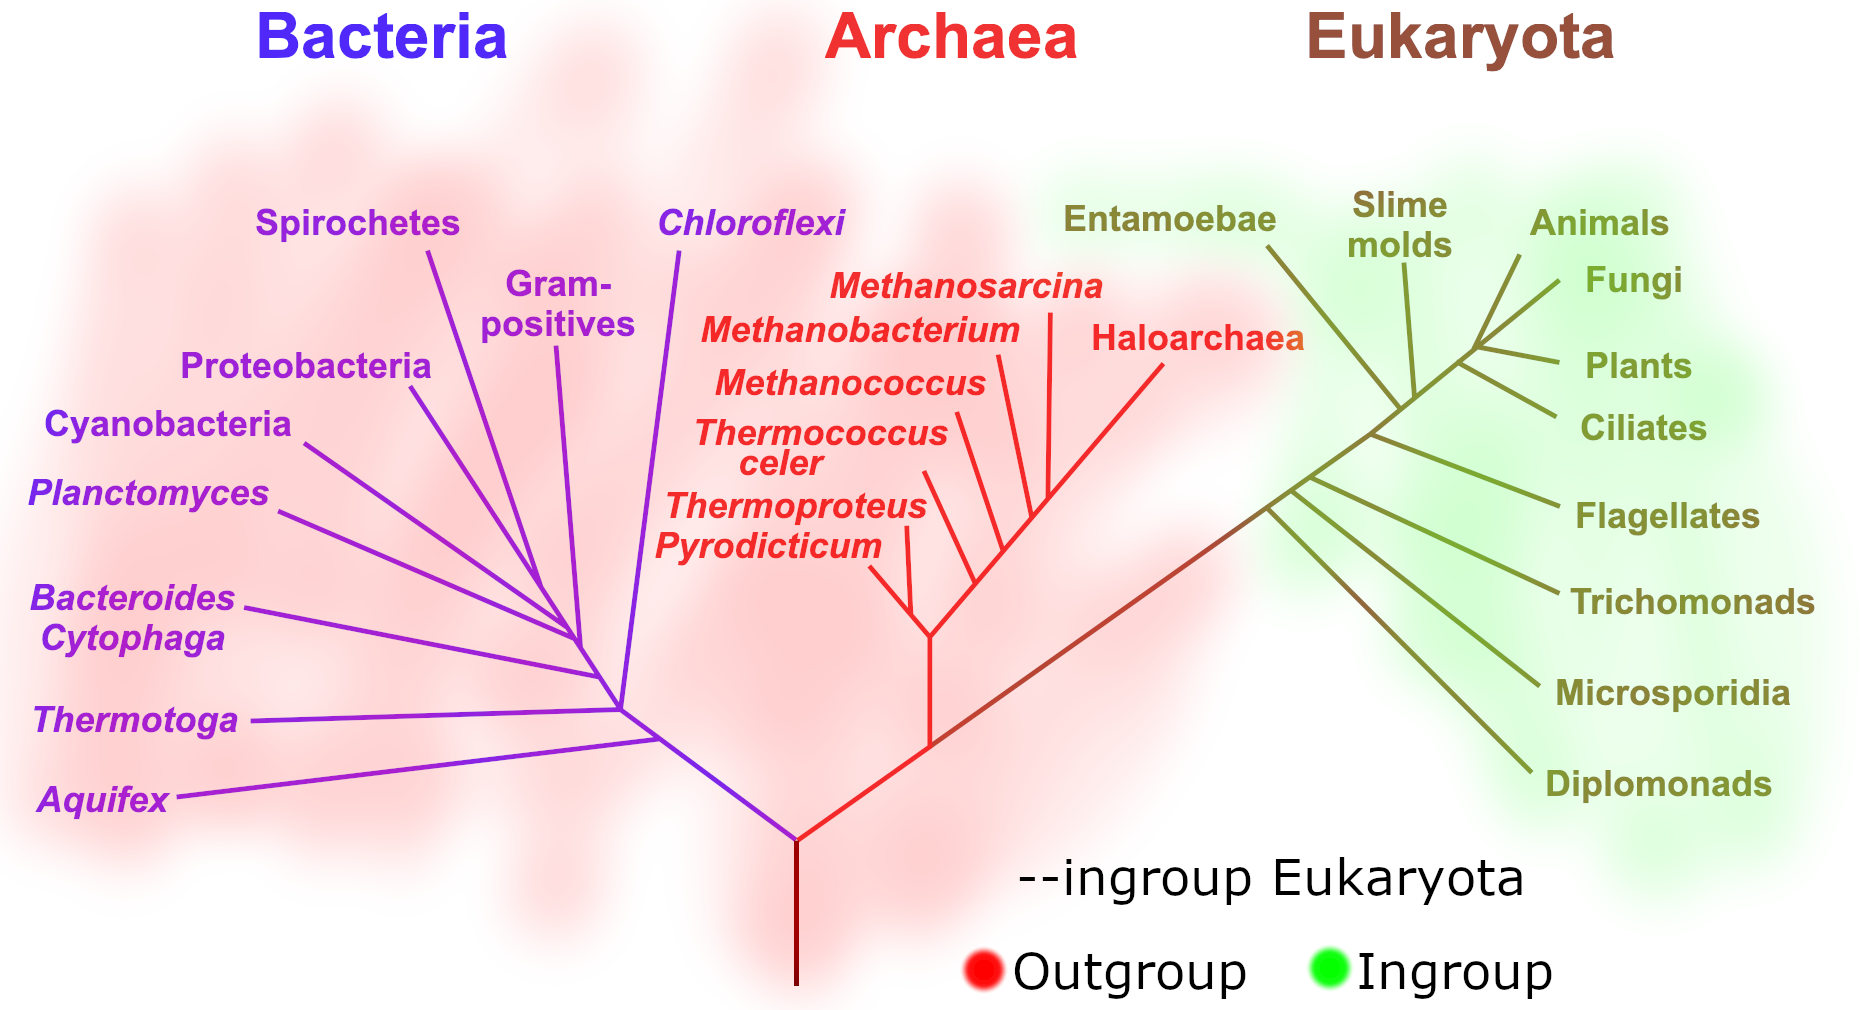 Bacteria
Archaea
Eukaryota
Spirochetes
Gram-
positives
Chloroflexi
Proteobacteria
Cyanobacteria
Planctomyces
Bacteroides
Cytophaga
Thermotoga
Aquifex
Methanosarcina
Methanobacterium
Haloarchaea
Methanococcus
Thermococcus
celer
Thermoproteus
Pyrodicticum
Entamoebae
Slime
molds
Animals
Fungi
Plants
Ciliates
Flagellates
Trichomonads
Microsporidia
Diplomonads
--ingroup Eukaryota
Outgroup
Ingroup